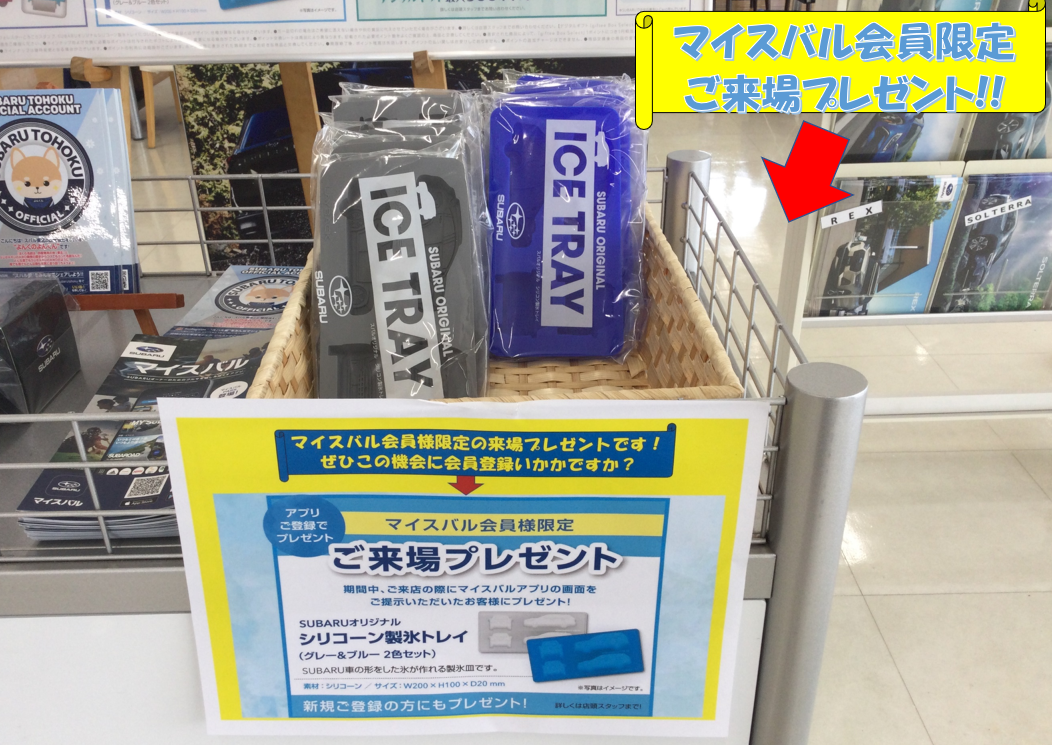 マイスバル会員限定
ご来場プレゼント!!
SUBARU TOHOKU
OFFICIAL
SUBARU
マイスバル
SUBARU
マイスバル
ICE TRAY
SUBARU ORIGINAL
SUBARU
ICE TRAY
SUBARU ORIGINAL
SUBARU
REX
SOLTERRA
マイスバル会員様限定の来場プレゼントです!
ぜひこの機会に会員登録いかかですか?
アプリ
ご登録で
プレゼント
マイスバル会員様限定
ご来場プレゼント
期間中、ご来店の際にマイスバルアプリの画面を
ご提示いただいたお客様にプレゼント!
SUBARUオリジナル
シリコーン製氷トレイ
(グレー&ブルー 2色セット)
SUBARU車の形をした氷が作れる製氷皿です。
素材:シリコーン/サイズ:W200×H100×D20 mm
※写真はイメージです。
新規ご登録の方にもプレゼント!
詳しくは店頭スタッフまで!